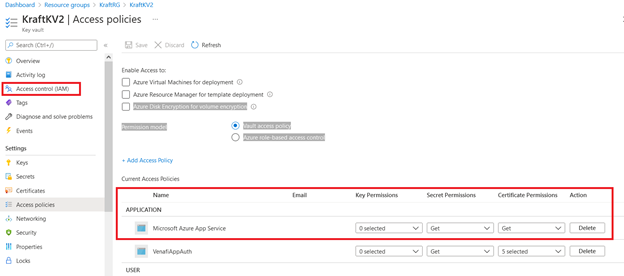 Dashboard > Resource groups > KraftRG > KraftKV2
KraftKV2 | Access policies ...
Key vault
Search (Ctrl+/)
«
Save Discard Refresh
Overview
Activity log
Access control (IAM)
Tags
Diagnose and solve problems
Events
Settings
Keys
Secrets
Certificates
Access policies
Networking
Security
Properties
Locks
Enable Access to:
Azure Virtual Machines for deployment
Azure Resource Manager for template deployment
Azure Disk Encryption for volume encryption
Permission model
Vault access policy
Azure role-based access control
+ Add Access Policy
Current Access Policies
Name Email Key Permissions Secret Permissions Certificate Permissions Action
APPLICATION
Microsoft Azure App Service 0 selected Get Get Delete
VenafiAppAuth 0 selected Get 5 selected Delete
USER